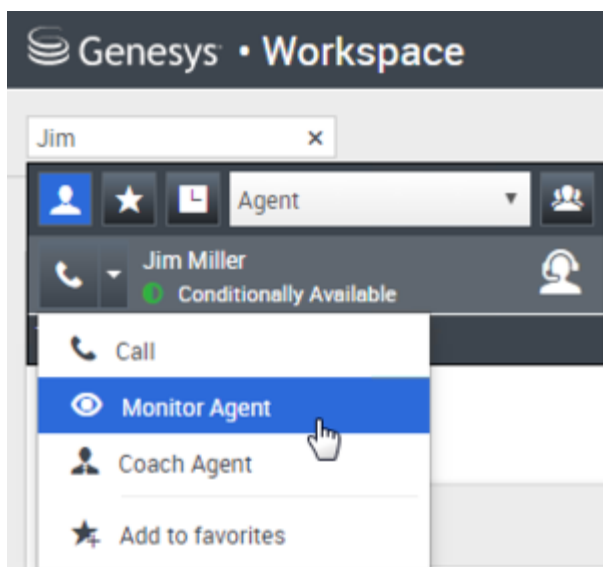 Genesys • Workspace
Jim
Agent
Jim Miller
Conditionally Available
Call
Monitor Agent
Coach Agent
Add to favorites